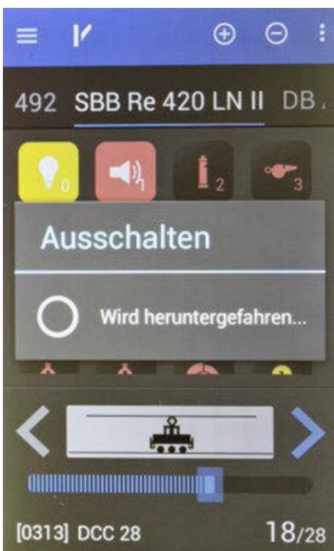 492 SBB Re 420 LN II DB
0 1 2 3
Ausschalten
Wird heruntergefahren...
[0313] DCC 28 18/28